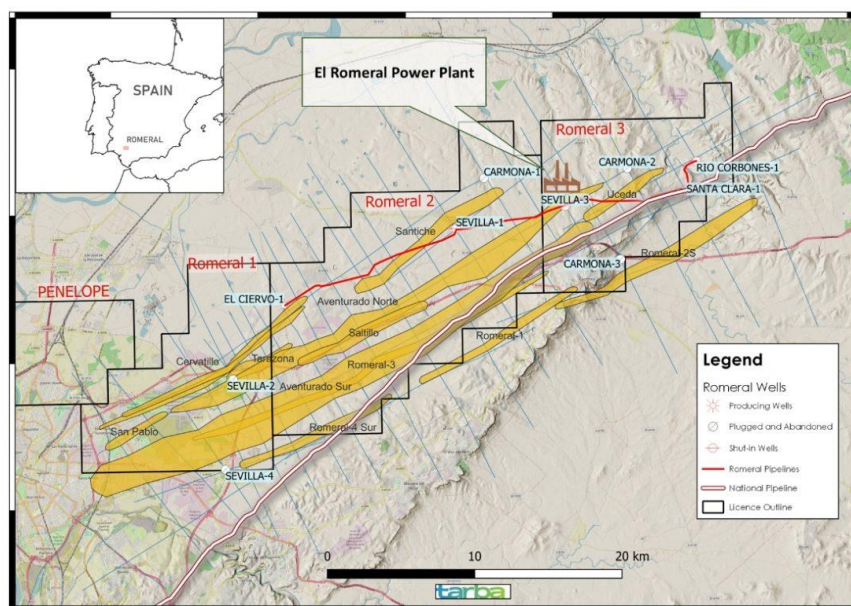 SPAIN
ROMERAL
El Romeral Power Plant
Romeral 3
CARMONA-2
RIO CORBONES-1
CARMONA-1
SANTA CLARA-1
Romeral 2
SEVILLA-3
Uceda
SEVILLA-1
Santiche
Romeral-2S
Romeral 1
CARMONA-3
PENELOPE
EL CIERVO-1
Aventurado Norte
Saltillo
Romeral-1
Cervatillo
Tarazona
Romeral-3
SEVILLA-2
Aventurado Sur
San Pablo
Romeral-4 Sur
SEVILLA-4
Legend
Romeral Wells
Producing Wells
Plugged and Abandoned
Shut-in Wells
Romeral Pipelines
National Pipeline
Licence Outline
0 10 20 km
tarba